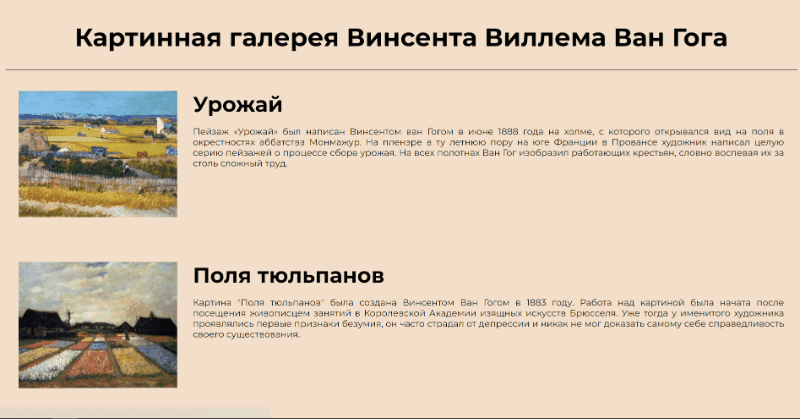 Картинная галерея Винсента Виллема Ван Гога
Урожай
Пейзаж «Урожай» был написан Винсентом ван Гогом в июне 1888 года на холме, с которого открывался вид на поля в
окрестностях аббатства Монмажур. На пленэре в ту летнюю пору на юге Франции в Провансе художник написал целую
серию пейзажей о процессе сбора урожая. На всех полотнах Ван Гог изобразил работающих крестьян, словно воспевая их за
столь сложный труд.
Поля тюльпанов
Картина "Поля тюльпанов" была создана Винсентом Ван Гогом в 1883 году. Работа над картиной была начата после
посещения живописцем занятий в Королевской Академии изящных искусств Брюсселя. Уже тогда у именитого художника
проявлялись первые признаки безумия, он часто страдал от депрессии и никак не мог доказать самому себе справедливость
своего существования.